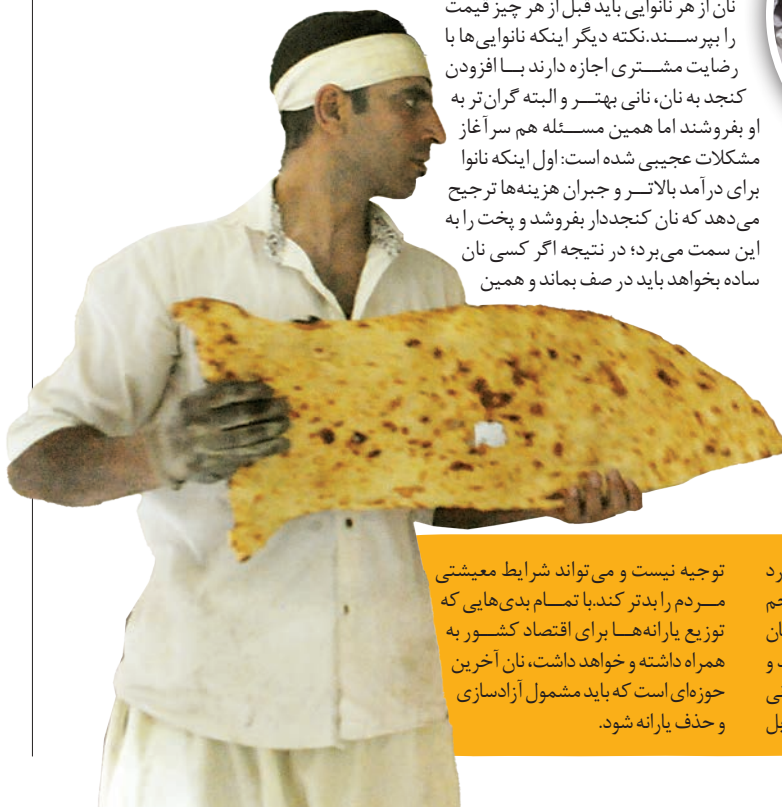 نان از هر نانوایی باید قبل از هر چیز قیمت
را بپرسند.نکته دیگر اینکه نانوایی‌ها با
رضایت مشتری اجازه دارند با افزودن
کنجد به نان، نانی بهتر و البته گران‌تر به
او بفروشند اما همین مسئله هم سرآغاز
مشکلات عجیبی شده است: اول اینکه نانوا
برای درآمد بالاتر و جبران هزینه‌ها ترجیح
می‌دهد که نان کنجددار بفروشد و پخت را به
این سمت می‌برد؛ در نتیجه اگر کسی نان
ساده بخواهد باید در صف بماند و همین
توجیه نیست و می‌تواند شرایط معیشتی
مردم را بدتر کند.با تمام بدی‌هایی که
توزیع یارانه‌ها برای اقتصاد کشور به
همراه داشته و خواهد داشت، نان آخرین
حوزه‌ای است که باید مشمول آزادسازی
و حذف یارانه شود.